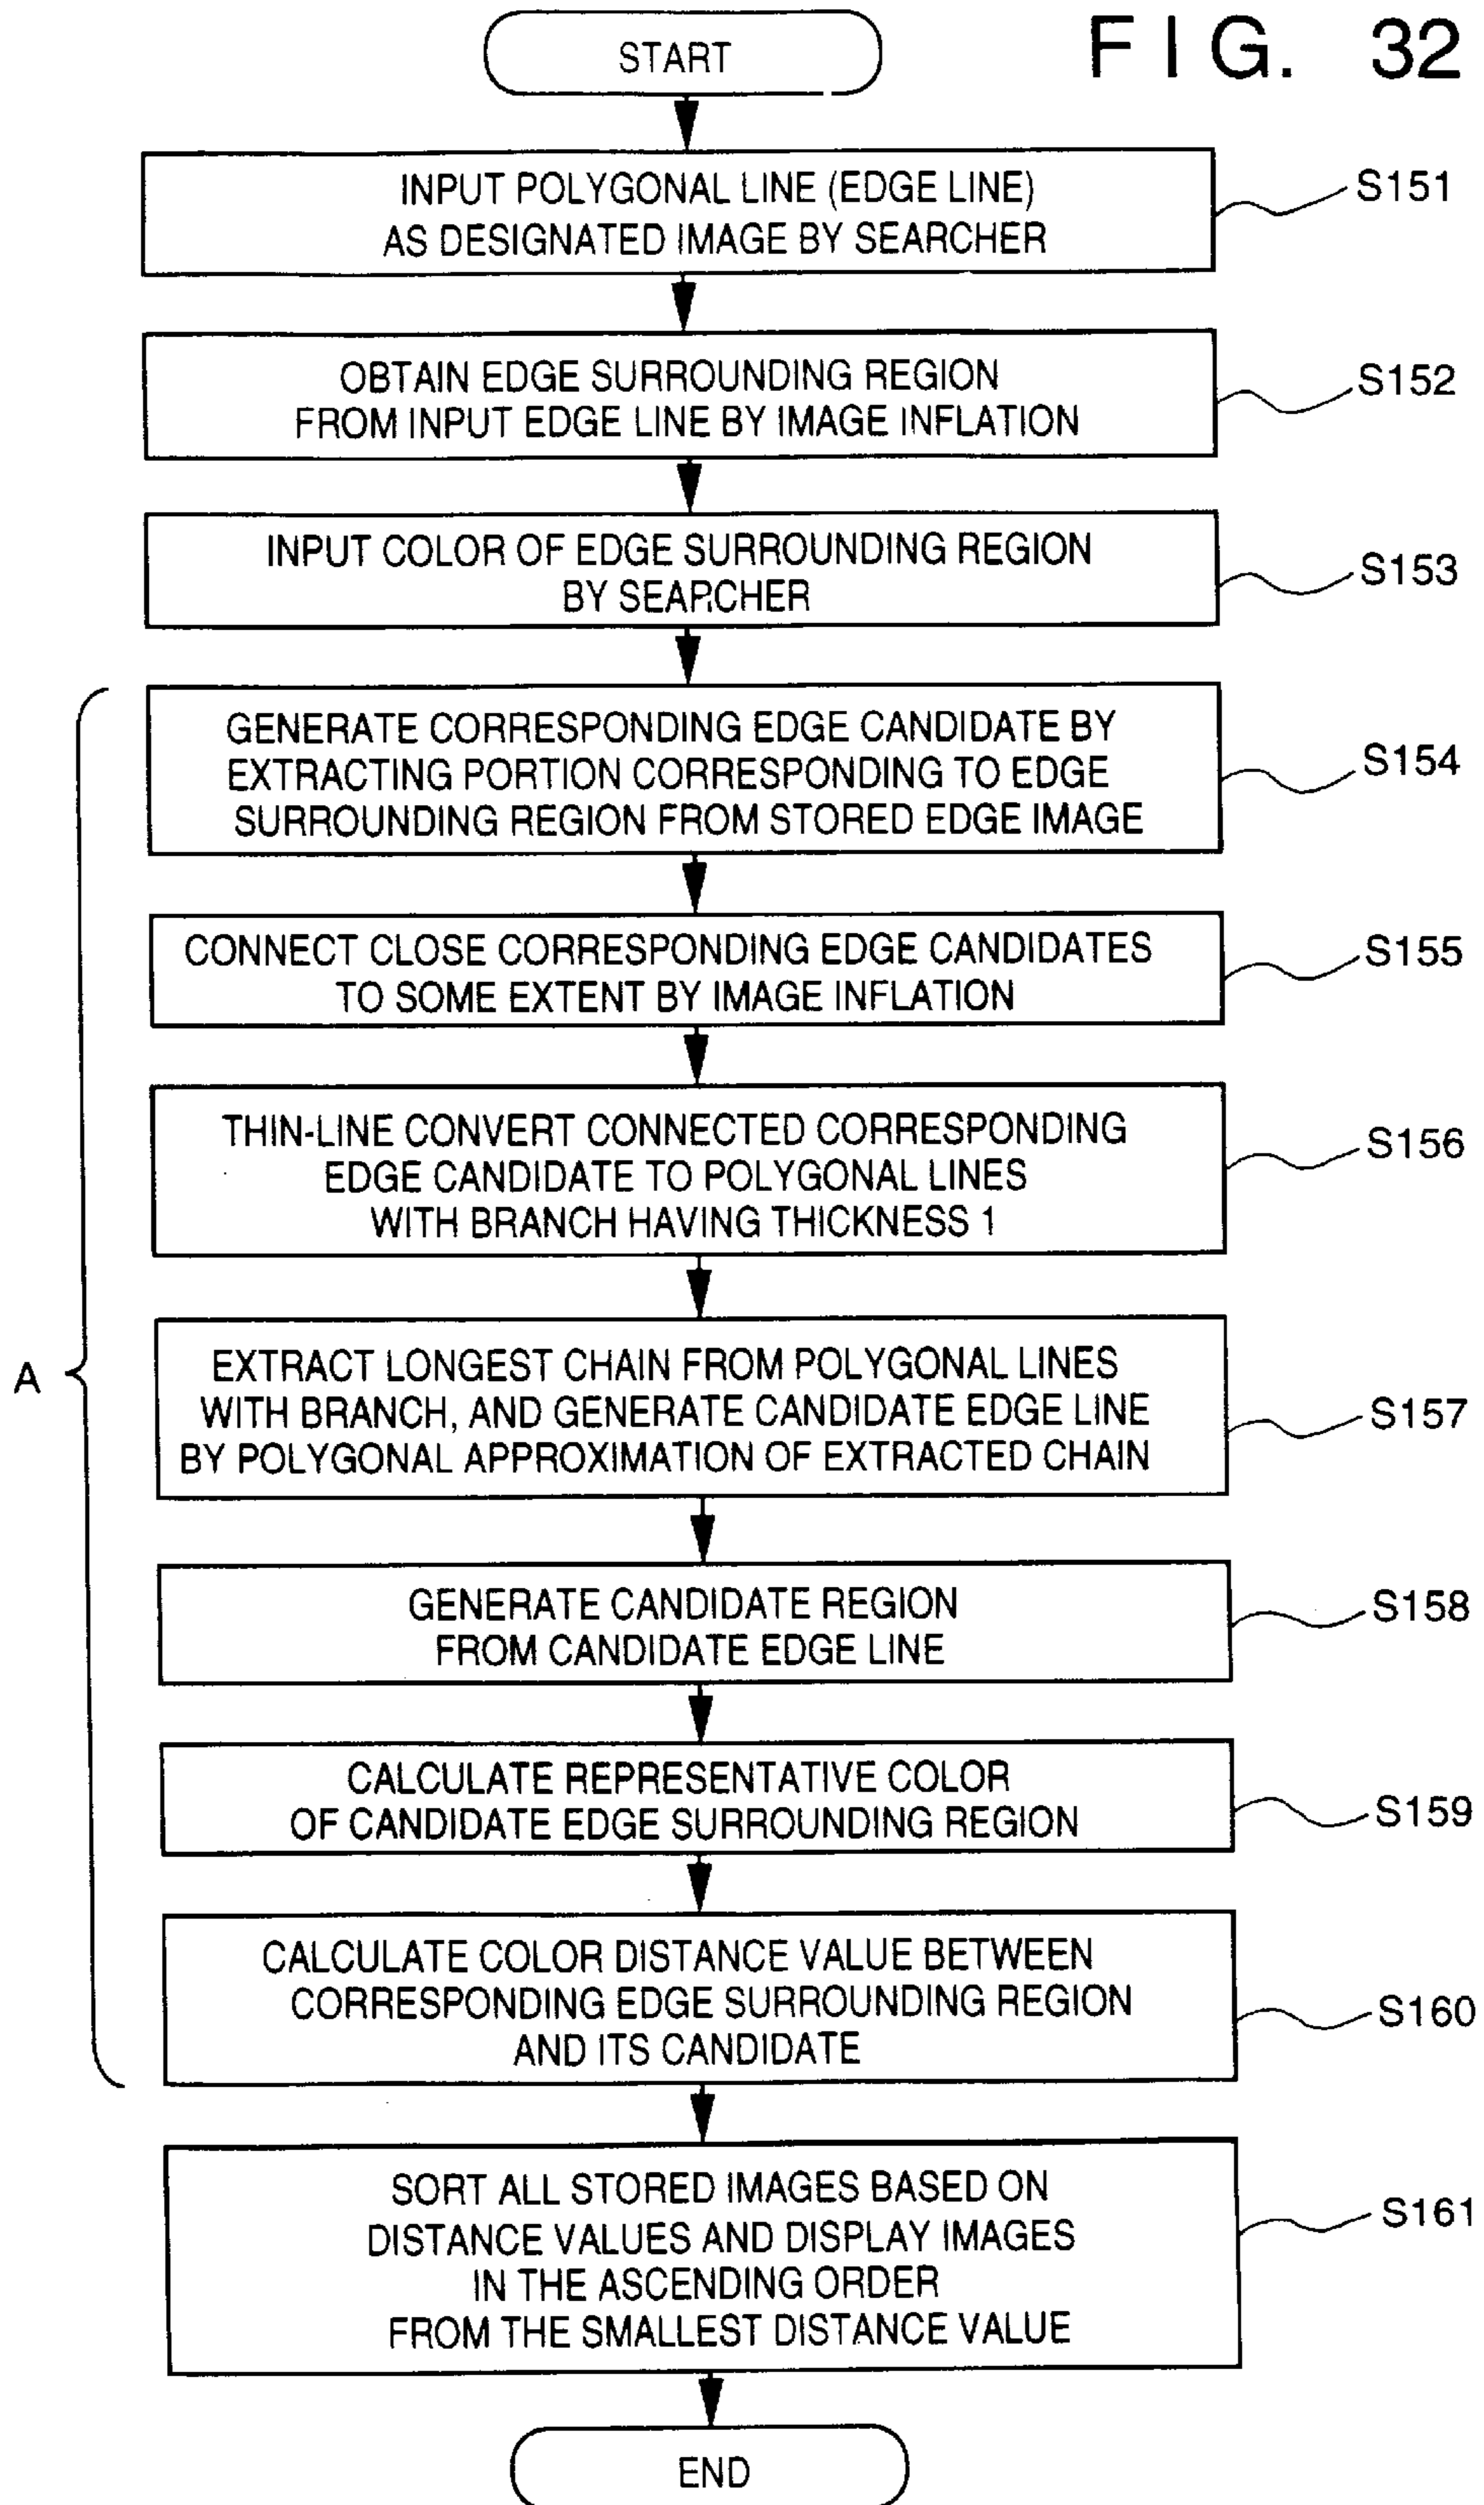 FIG. 32
START
INPUT POLYGONAL LINE (EDGE LINE)
AS DESIGNATED IMAGE BY SEARCHER
S151
OBTAIN EDGE SURROUNDING REGION
FROM INPUT EDGE LINE BY IMAGE INFLATION
S152
INPUT COLOR OF EDGE SURROUNDING REGION
BY SEARCHER
S153
GENERATE CORRESPONDING EDGE CANDIDATE BY
EXTRACTING PORTION CORRESPONDING TO EDGE
SURROUNDING REGION FROM STORED EDGE IMAGE
S154
CONNECT CLOSE CORRESPONDING EDGE CANDIDATES
TO SOME EXTENT BY IMAGE INFLATION
S155
THIN-LINE CONVERT CONNECTED CORRESPONDING
EDGE CANDIDATE TO POLYGONAL LINES
WITH BRANCH HAVING THICKNESS 1
S156
A
EXTRACT LONGEST CHAIN FROM POLYGONAL LINES
WITH BRANCH, AND GENERATE CANDIDATE EDGE LINE
BY POLYGONAL APPROXIMATION OF EXTRACTED CHAIN
S157
GENERATE CANDIDATE REGION
FROM CANDIDATE EDGE LINE
S158
CALCULATE REPRESENTATIVE COLOR
OF CANDIDATE EDGE SURROUNDING REGION
S159
CALCULATE COLOR DISTANCE VALUE BETWEEN
CORRESPONDING EDGE SURROUNDING REGION
AND ITS CANDIDATE
S160
SORT ALL STORED IMAGES BASED ON
DISTANCE VALUES AND DISPLAY IMAGES
IN THE ASCENDING ORDER
FROM THE SMALLEST DISTANCE VALUE
S161
END